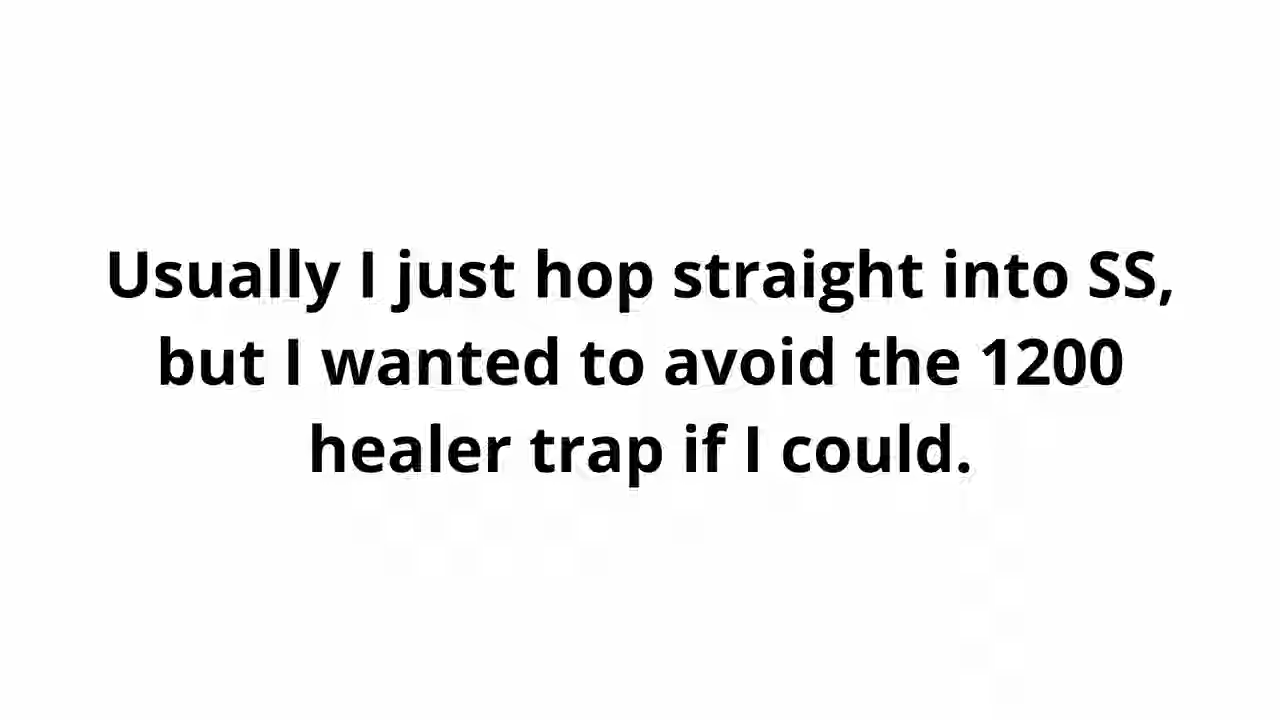 Usually I just hop straight into SS,
but I wanted to avoid the 1200
healer trap if I could.